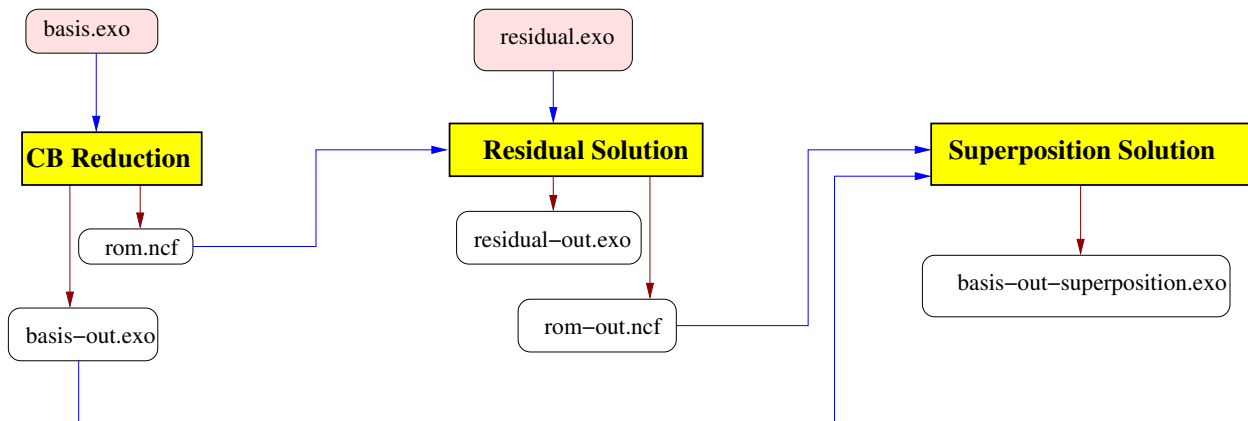 basis.exo
residual.exo
CB Reduction
Residual Solution
Superposition Solution
rom.ncf
residual−out.exo
basis−out−superposition.exo
basis−out.exo
rom−out.ncf